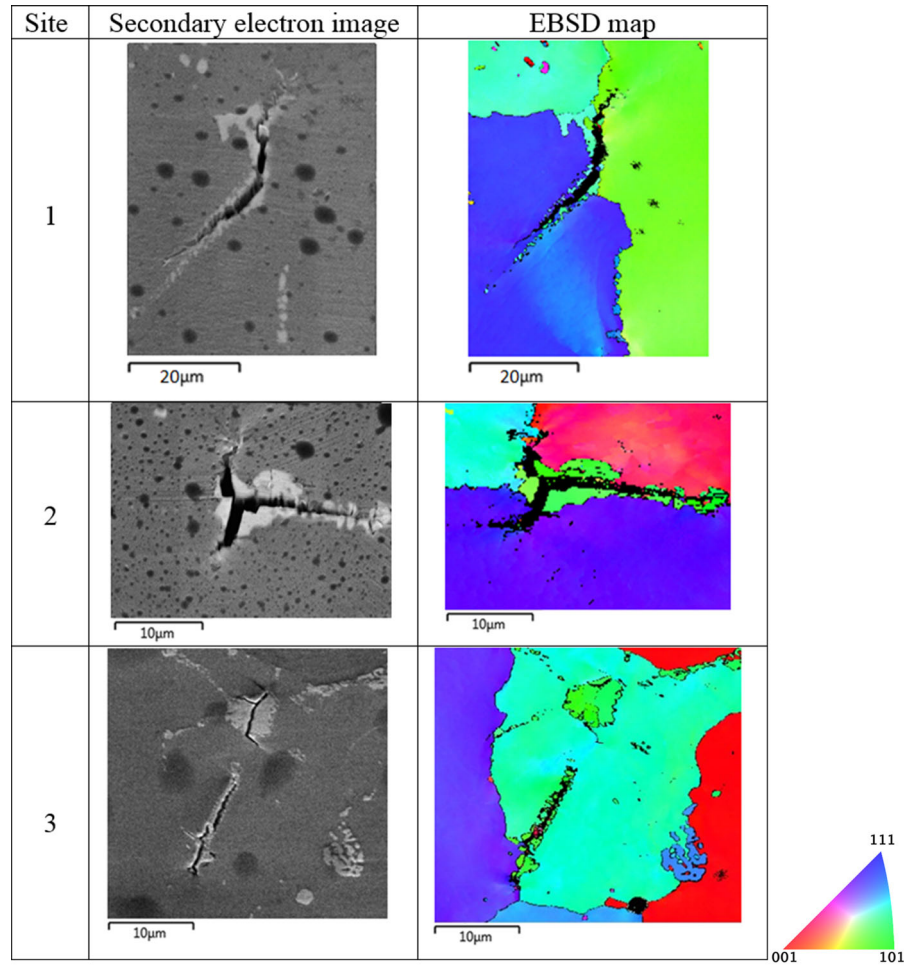 Site Secondary electron image EBSD map
1
20μm 20μm
2
10μm 10μm
3
10μm 10μm
111
001 101